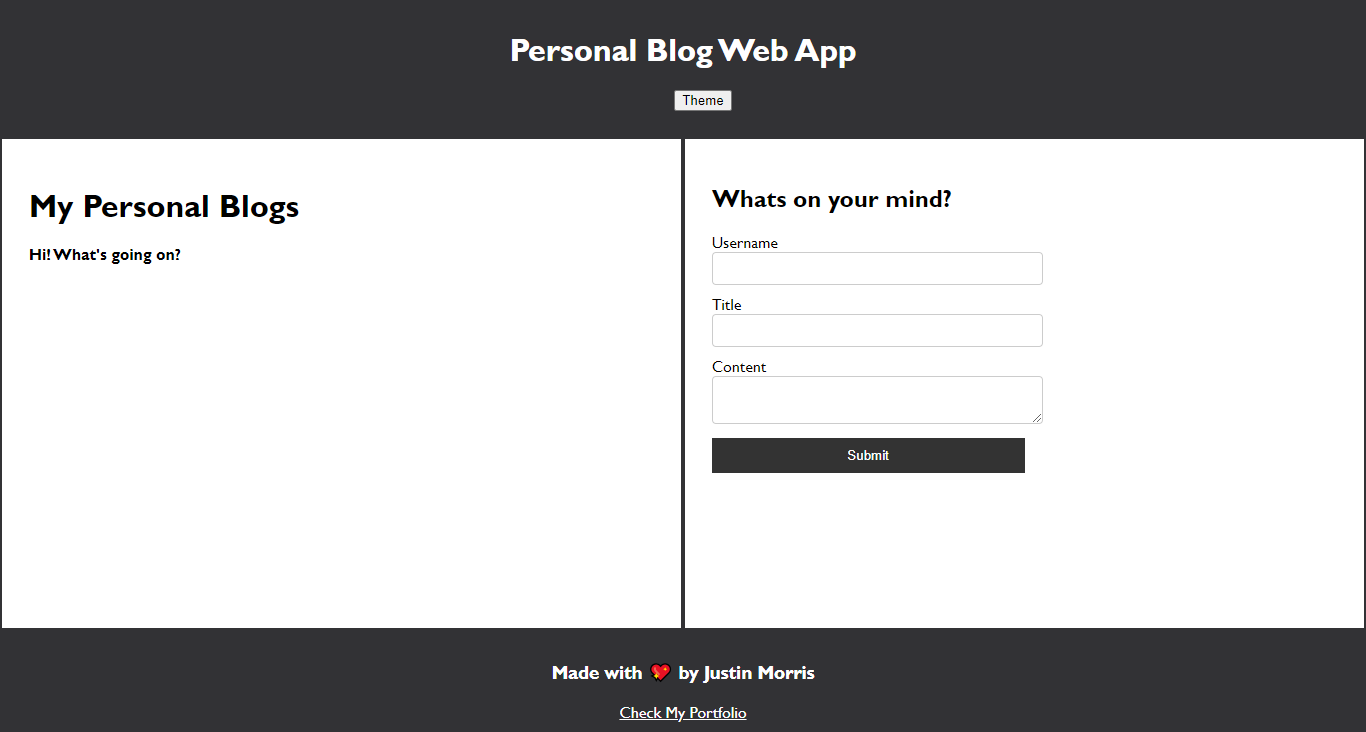 Personal Blog Web App
Theme
My Personal Blogs
Hi! What's going on?
Whats on your mind?
Username
Title
Content
Submit
Made with 💖 by Justin Morris
Check My Portfolio